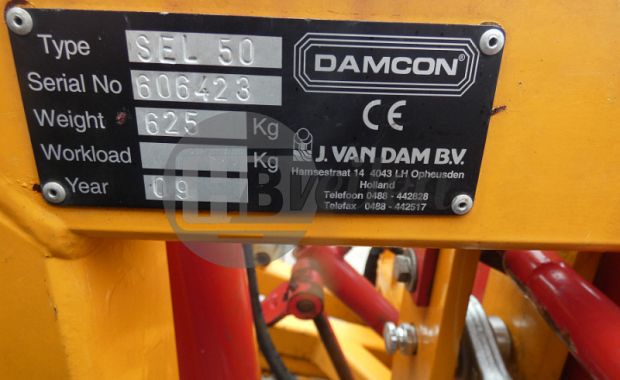 Type SEL 50
Serial No 606423
Weight 625 Kg
Workload Kg
Year 09
DAMCON®
CE
J. VAN DAM B.V.
Hamsestraat 14 4043 LH Opheusden
Holland
Telefoon 0488 - 442828
Telefax 0488 - 442517